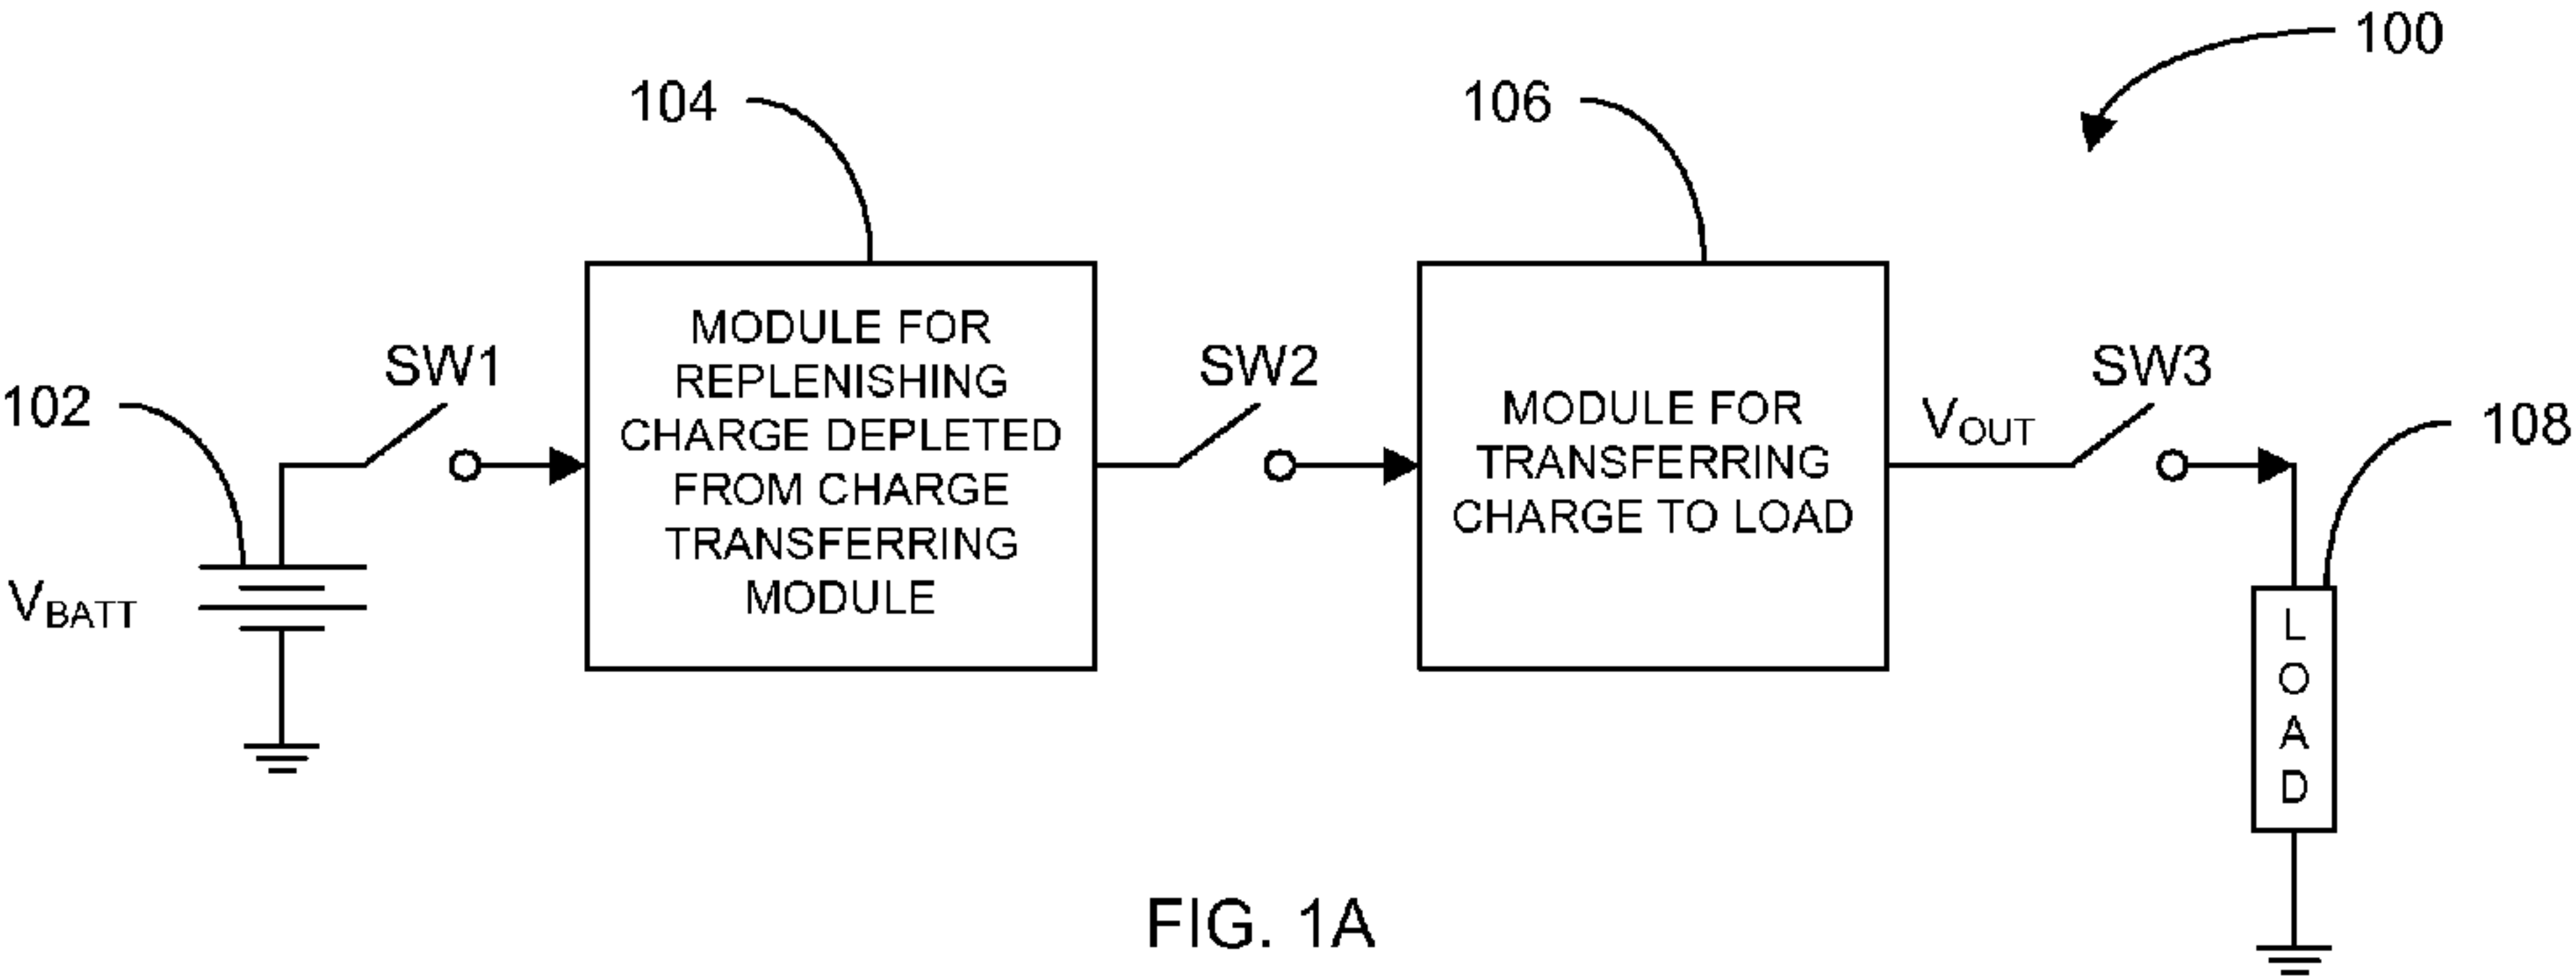 100
104
106
SW1
SW2
SW3
102
108
MODULE FOR
REPLENISHING
CHARGE DEPLETED
FROM CHARGE
TRANSFERRING
MODULE
MODULE FOR
TRANSFERRING
CHARGE TO LOAD
VOUT
VBATT
L
O
A
D
FIG. 1A